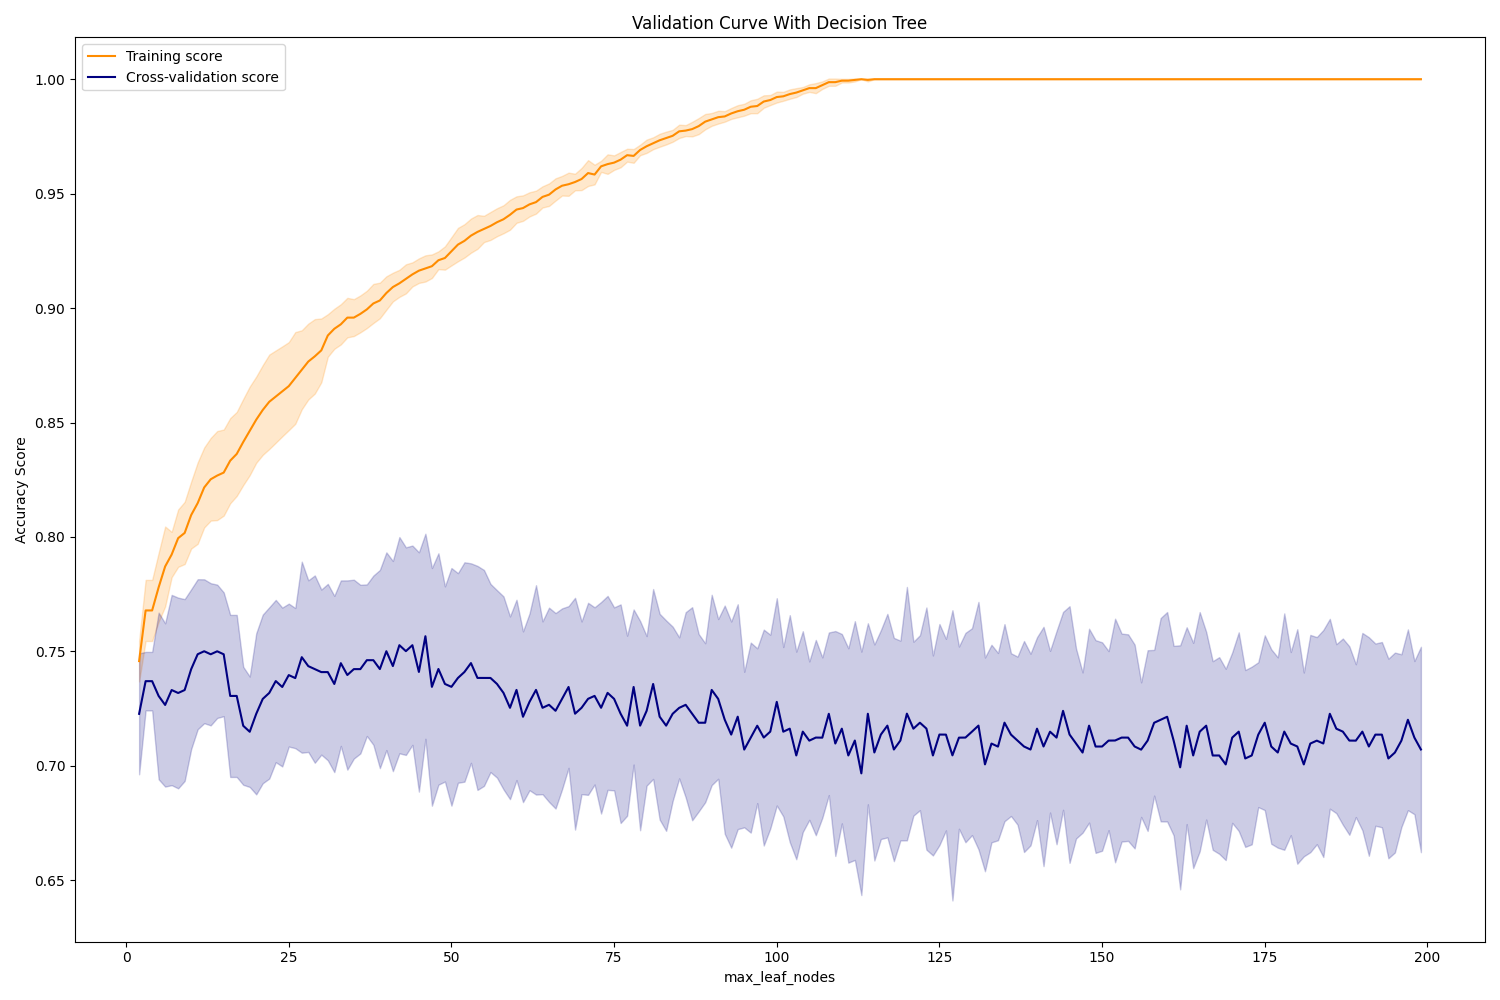 Validation Curve With Decision Tree
Training score
Cross-validation score
Accuracy Score
1.00
0.95
0.90
0.85
0.80
0.75
0.70
0.65
0 25 50 75 100 125 150 175 200
max_leaf_nodes